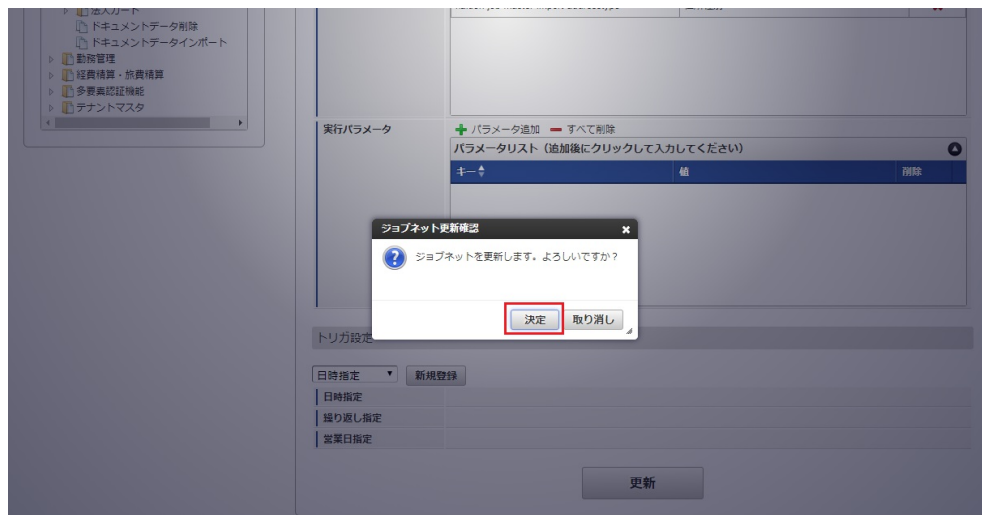 法人カード
ドキュメントデータ削除
ドキュメントデータインポート
勤務管理
経費積算・旅費積算
多要素認証機能
テナントマスタ
実行パラメータ
パラメータ追加 すべて削除
パラメータリスト（追加後にクリックして入力してください）
キー 値 削除
ジョブネット更新確認
ジョブネットを更新します。よろしいですか？
決定 取り消し
トリガ設定
日時指定 新規登録
日時指定
繰り返し指定
営業日指定
更新